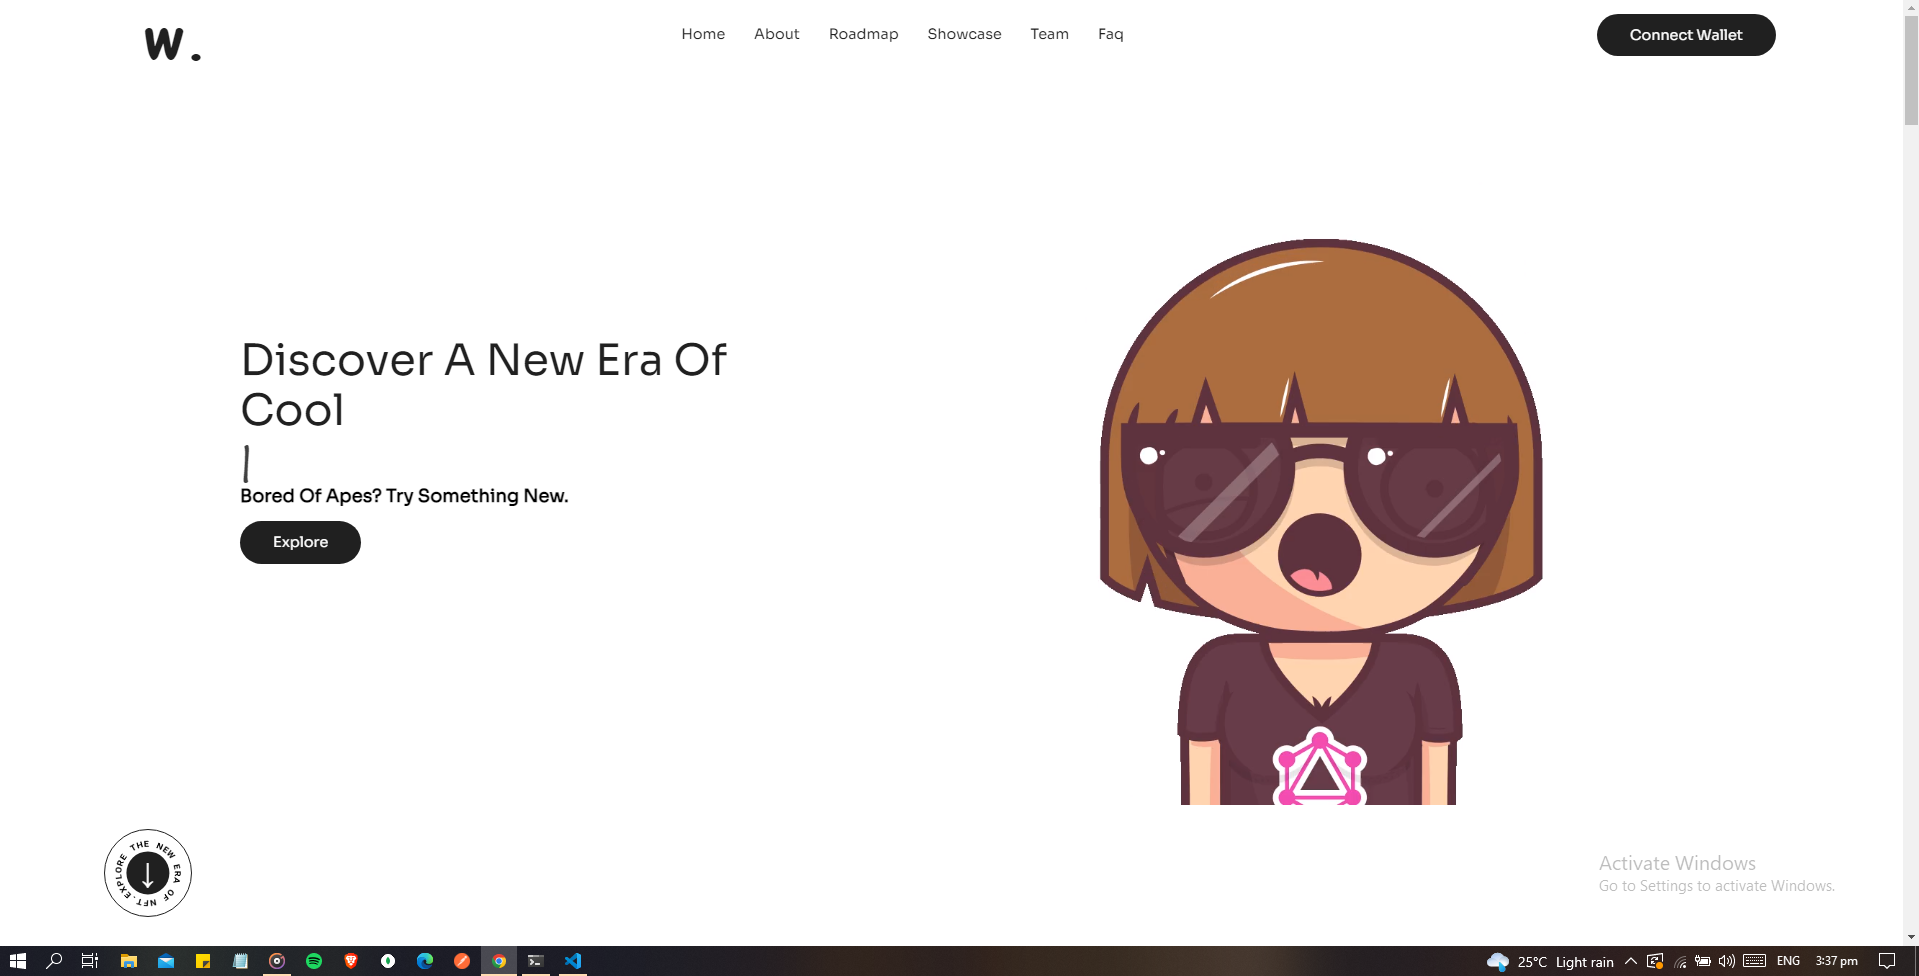 W.
Home About Roadmap Showcase Team Faq
Connect Wallet
Discover A New Era Of
Cool
Bored Of Apes? Try Something New.
Explore
EXPLORE THE NEW ERA OF NFT.
Activate Windows
Go to Settings to activate Windows.
25°C Light rain ENG 3:37 pm